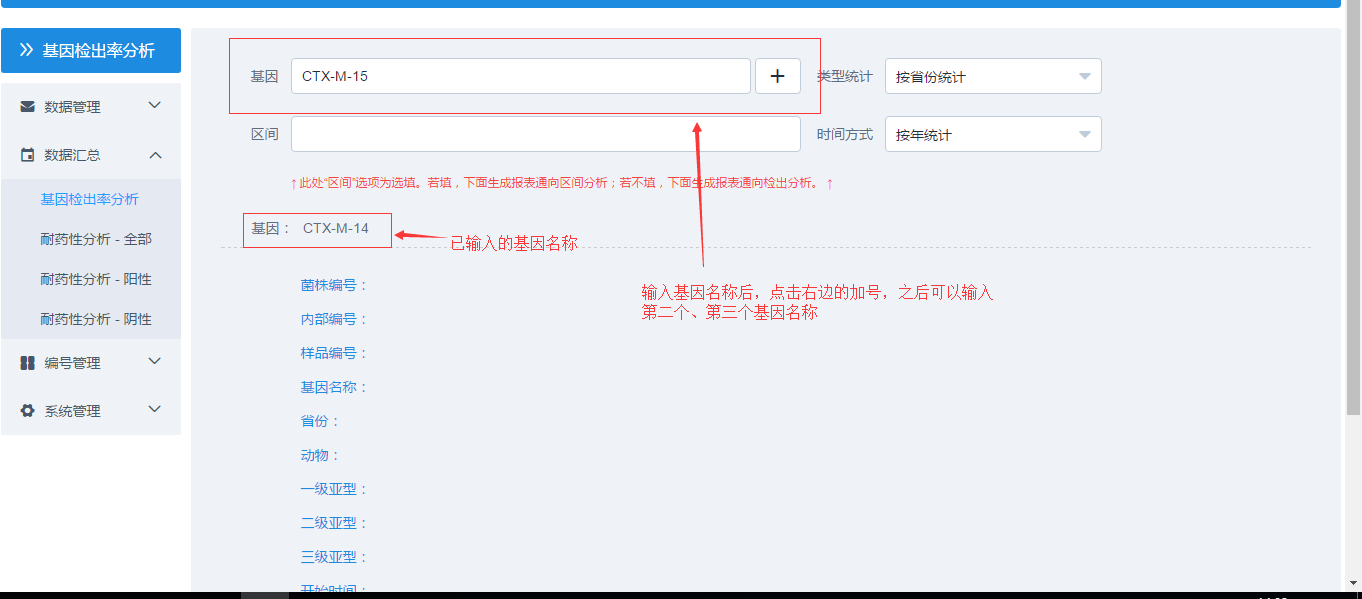 基因检出率分析
数据管理
数据汇总
基因检出率分析
耐药性分析 - 全部
耐药性分析 - 阳性
耐药性分析 - 阴性
编号管理
系统管理
基因 CTX-M-15 + 类型统计 按省份统计
区间 时间方式 按年统计
↑此处“区间”选项为选填。若填，下面生成报表通向区间分析；若不填，下面生成报表通向检出分析。 ↑
基因： CTX-M-14
已输入的基因名称
输入基因名称后，点击右边的加号，之后可以输入
第二个、第三个基因名称
菌株编号：
内部编号：
样品编号：
基因名称：
省份：
动物：
一级亚型：
二级亚型：
三级亚型：
开始时间：